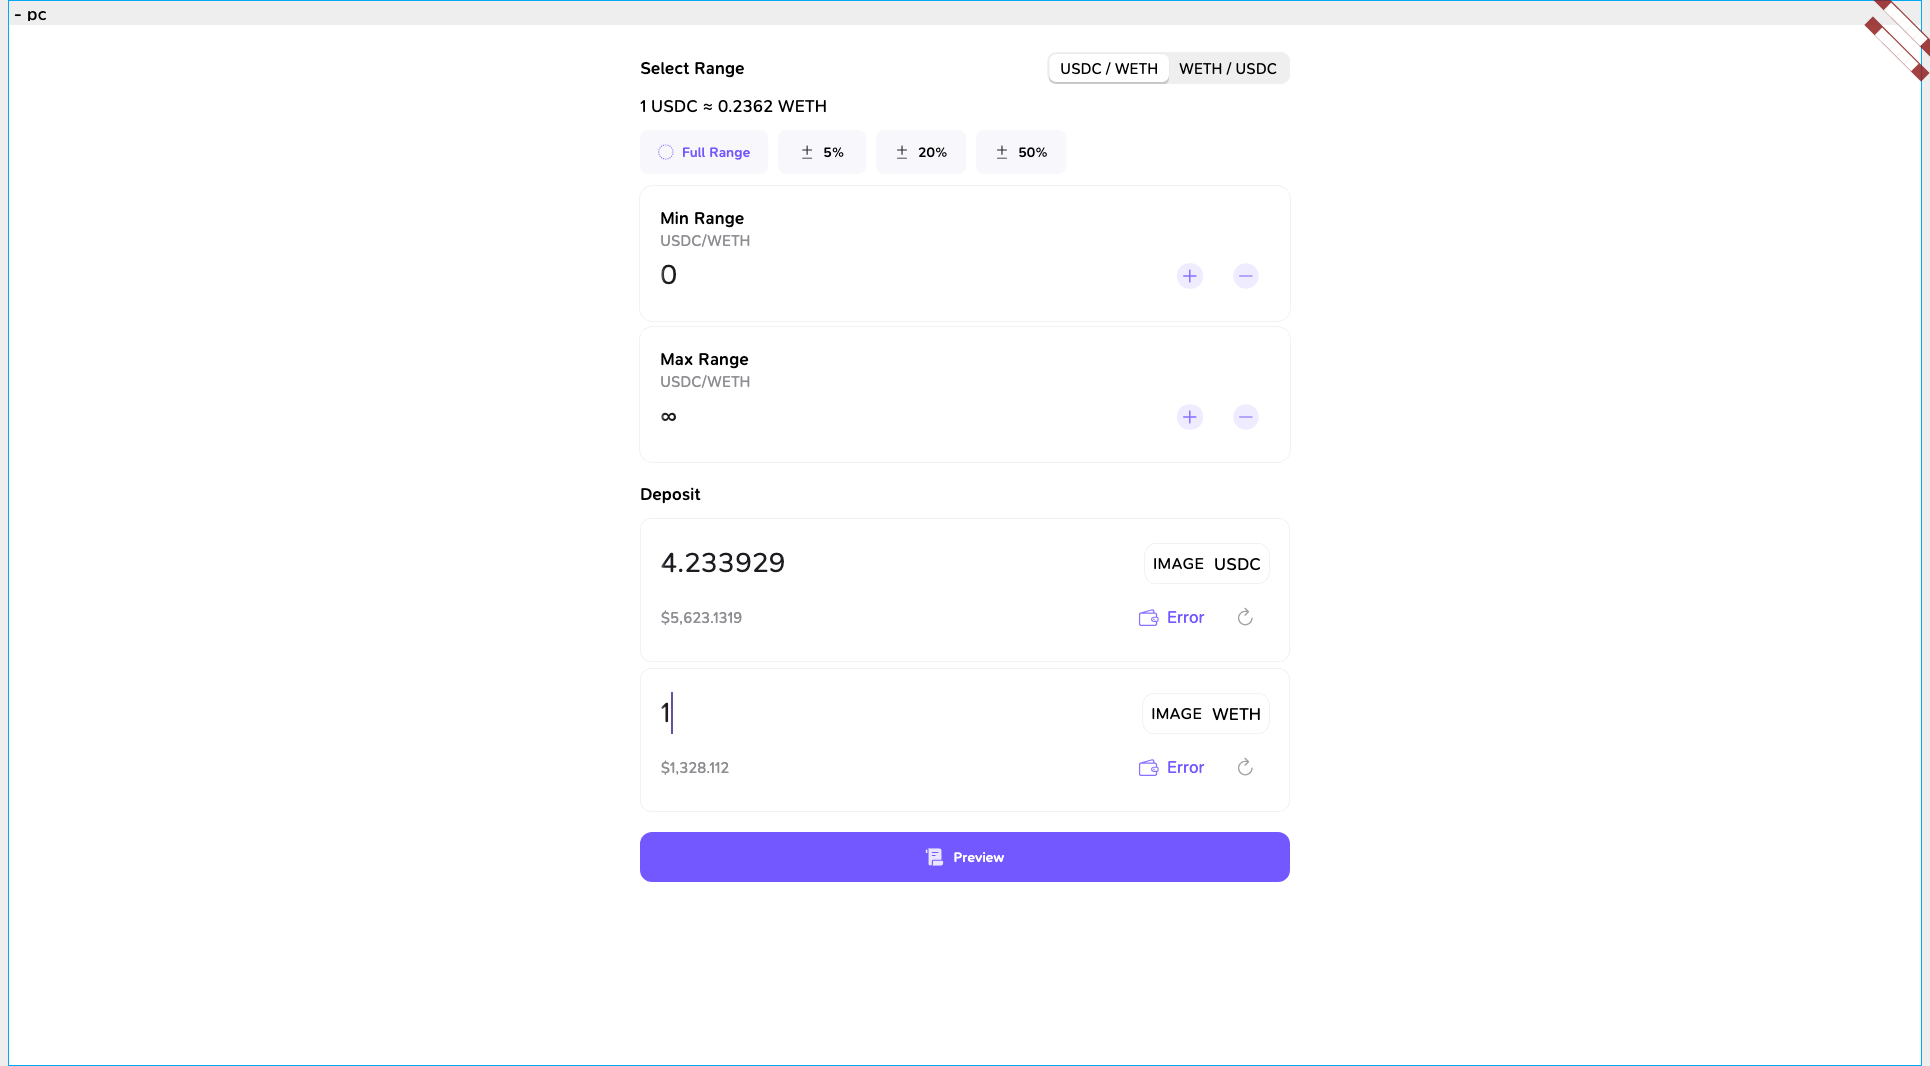 - pc
Select Range
USDC / WETH WETH / USDC
1 USDC ≈ 0.2362 WETH
Full Range ± 5% ± 20% ± 50%
Min Range
USDC/WETH
0
Max Range
USDC/WETH
∞
Deposit
4.233929 IMAGE USDC
$5,623.1319 Error
1 IMAGE WETH
$1,328.112 Error
Preview